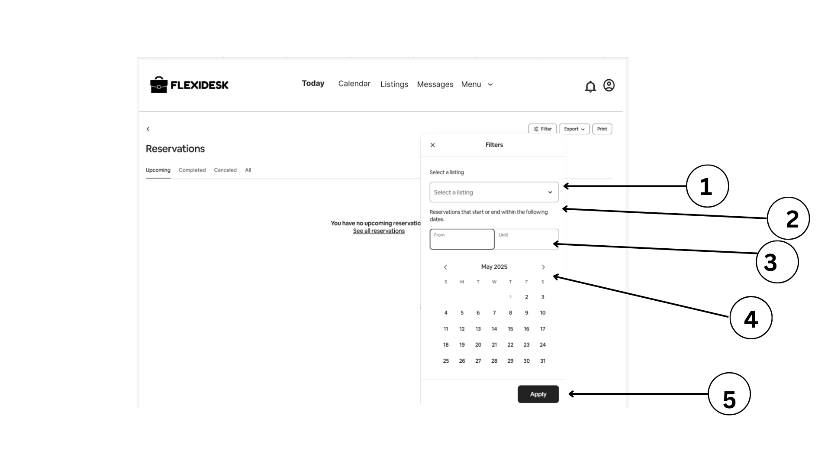 FLEXIDESK
Today Calendar Listings Messages Menu
Filter Export Print
Reservations
Upcoming Completed Canceled All
You have no upcoming reservatio
See all reservations
Filters
Select a listing
Select a listing
Reservations that start or end within the following
dates.
From Until
May 2025
S M T W T F S
1 2 3
4 5 6 7 8 9 10
11 12 13 14 15 16 17
18 19 20 21 22 23 24
25 26 27 28 29 30 31
Apply
1
2
3
4
5